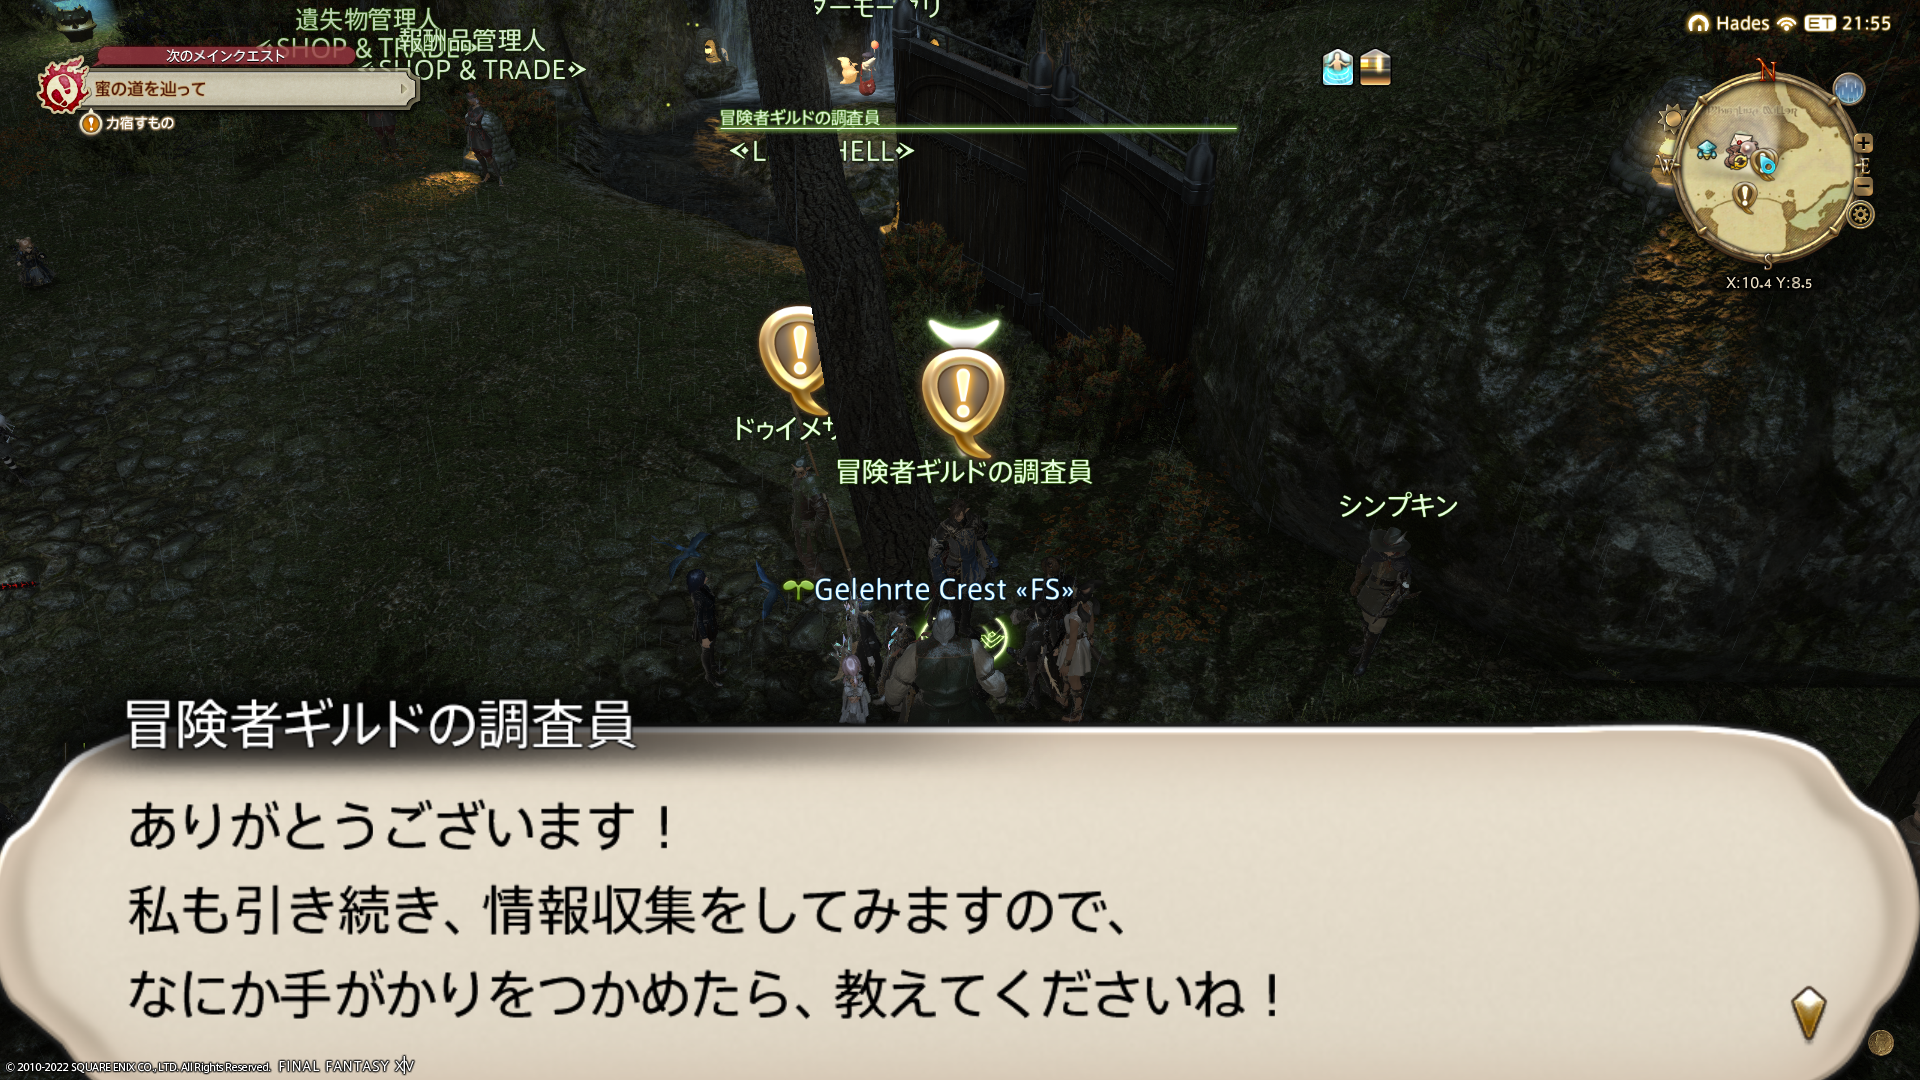 遺失物管理人
報酬品管理人
SHOP & TRADE
ターモー
Hades ET 21:55
次のメインクエスト
蜜の道を辿って
力宿すもの
冒険者ギルドの調査員
N
W
E
S
X:10.4 Y:8.5
ドゥイメ
冒険者ギルドの調査員
シンプキン
Gelehrte Crest «FS»
冒険者ギルドの調査員
ありがとうございます！
私も引き続き、情報収集をしてみますので、
なにか手がかりをつかめたら、教えてくださいね！
© 2010-2022 SQUARE ENIX CO., LTD. All Rights Reserved. FINAL FANTASY XIV